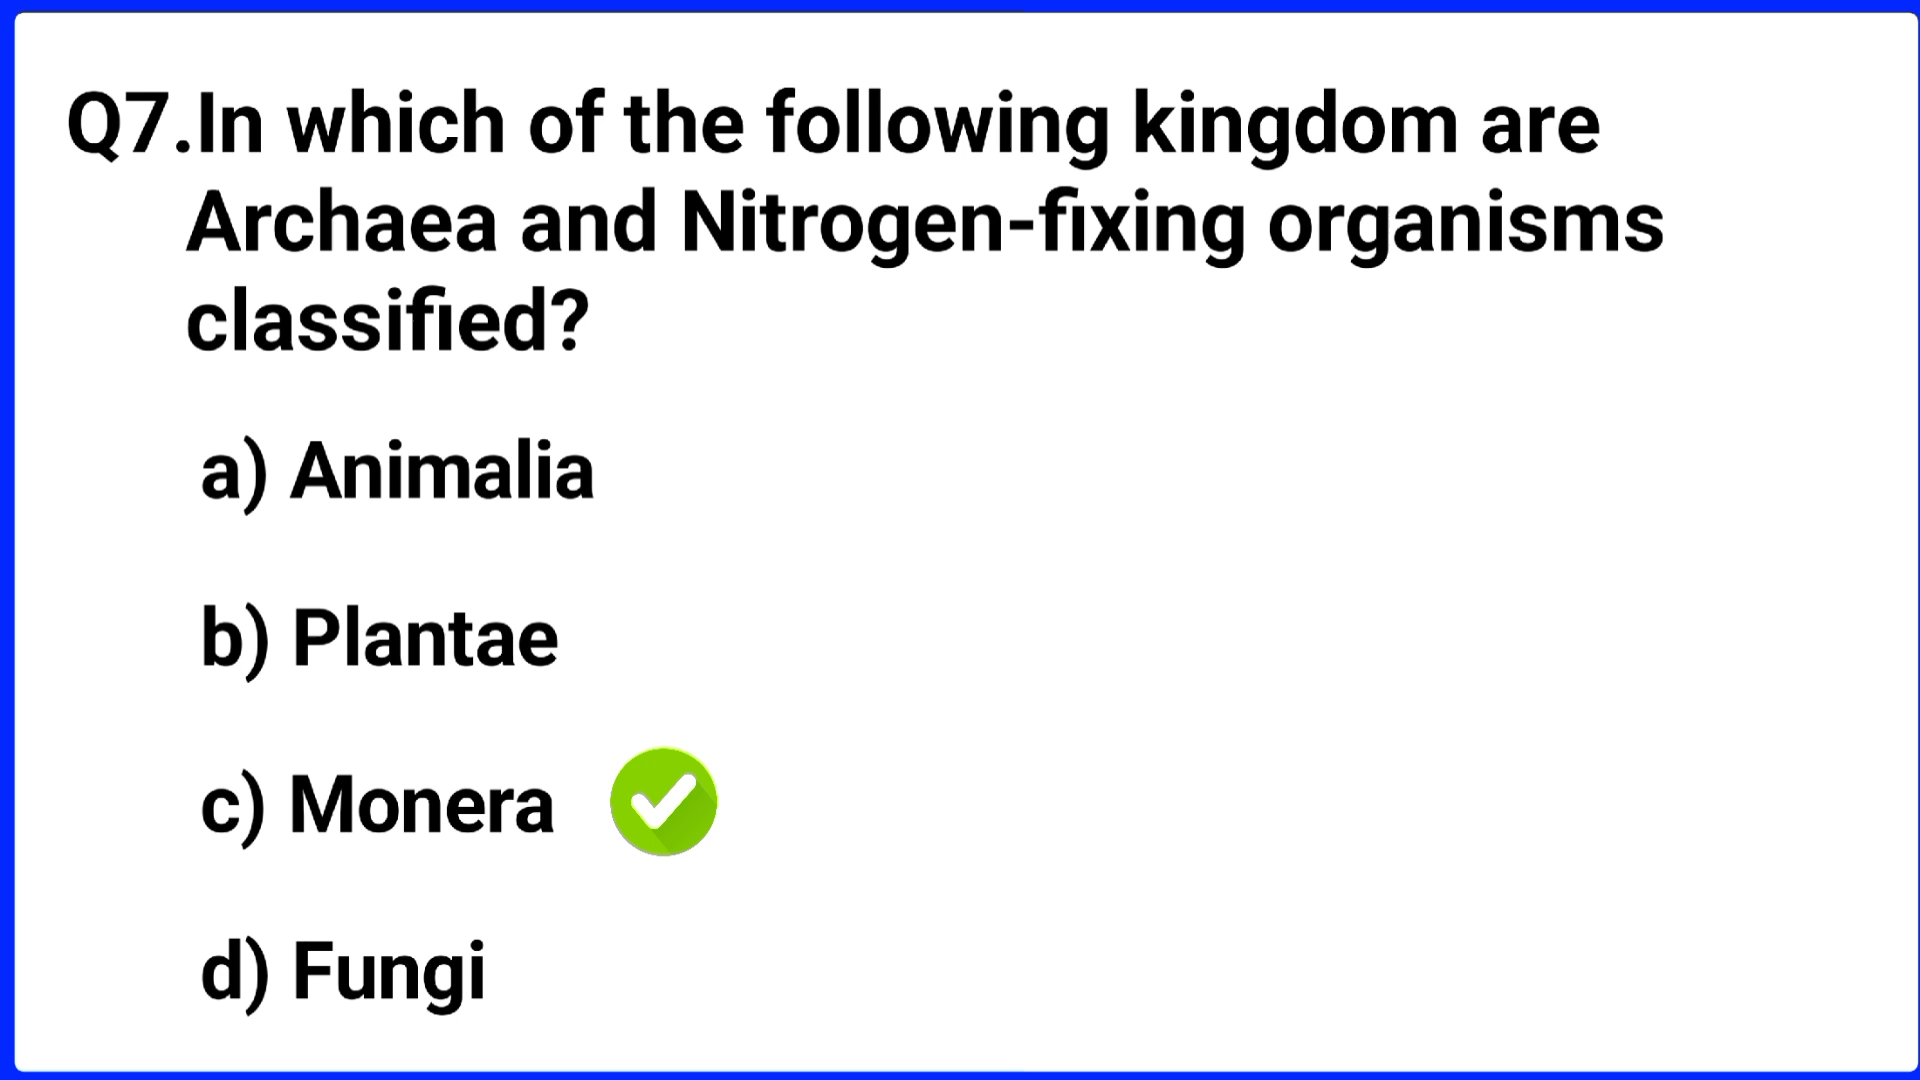 Q7.In which of the following kingdom are
Archaea and Nitrogen-fixing organisms
classified?
a) Animalia
b) Plantae
c) Monera
d) Fungi